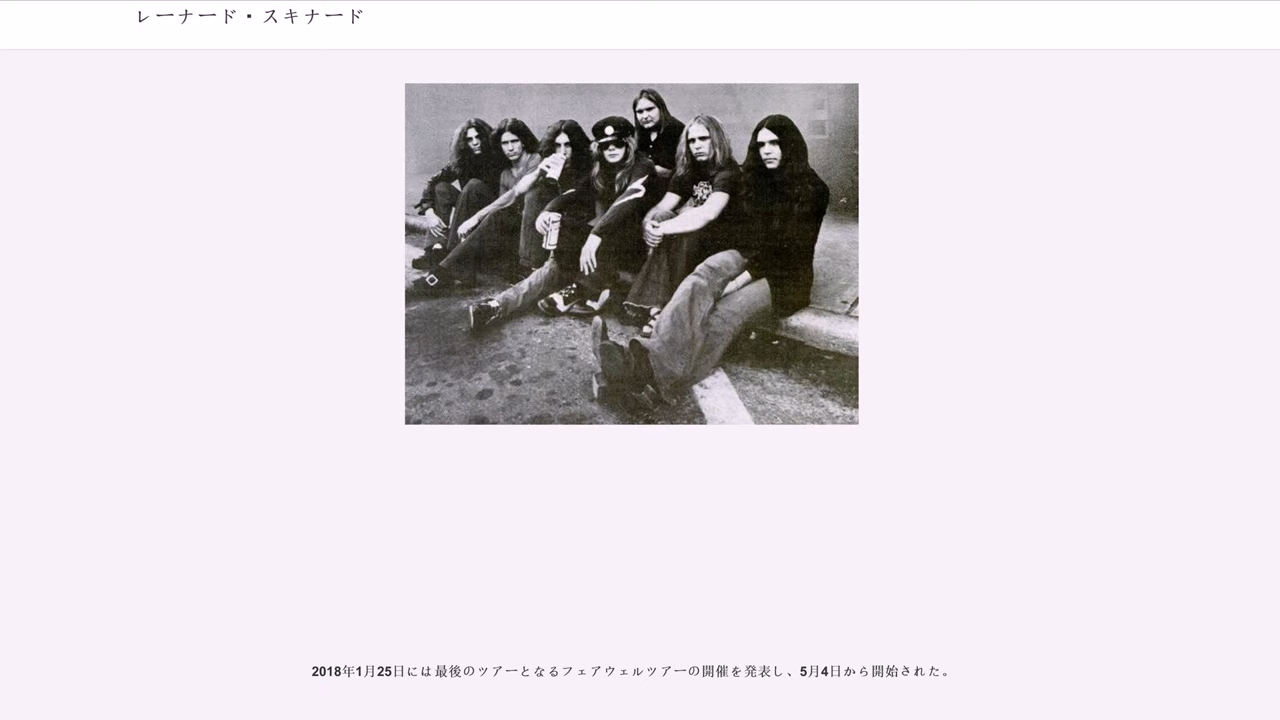 レーナード・スキナード
2018年1月25日には最後のツアーとなるフェアウェルツアーの開催を発表し、5月4日から開始された。